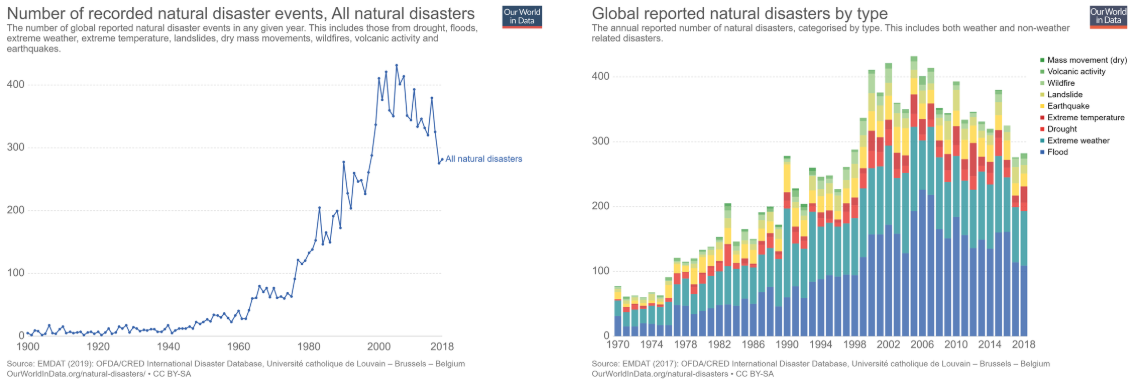 Number of recorded natural disaster events, All natural disasters
The number of global reported natural disaster events in any given year. This includes those from drought, floods,
extreme weather, extreme temperature, landslides, dry mass movements, wildfires, volcanic activity and
earthquakes.
Our World
in Data
400
300
200
100
0
All natural disasters
1900
1920
1940
1960
1980
2000
2018
Source: EMDAT (2019): OFDA/CRED International Disaster Database, Université catholique de Louvain – Brussels – Belgium
OurWorldInData.org/natural-disasters/ • CC BY-SA
Global reported natural disasters by type
The annual reported number of natural disasters, categorised by type. This includes both weather and non-weather
related disasters.
Our World
in Data
400
300
200
100
0
1970
1974
1978
1982
1986
1990
1994
1998
2002
2006
2010
2014
2018
Mass movement (dry)
Volcanic activity
Wildfire
Landslide
Earthquake
Extreme temperature
Drought
Extreme weather
Flood
Source: EMDAT (2017): OFDA/CRED International Disaster Database, Université catholique de Louvain – Brussels – Belgium
OurWorldInData.org/natural-disasters • CC BY-SA